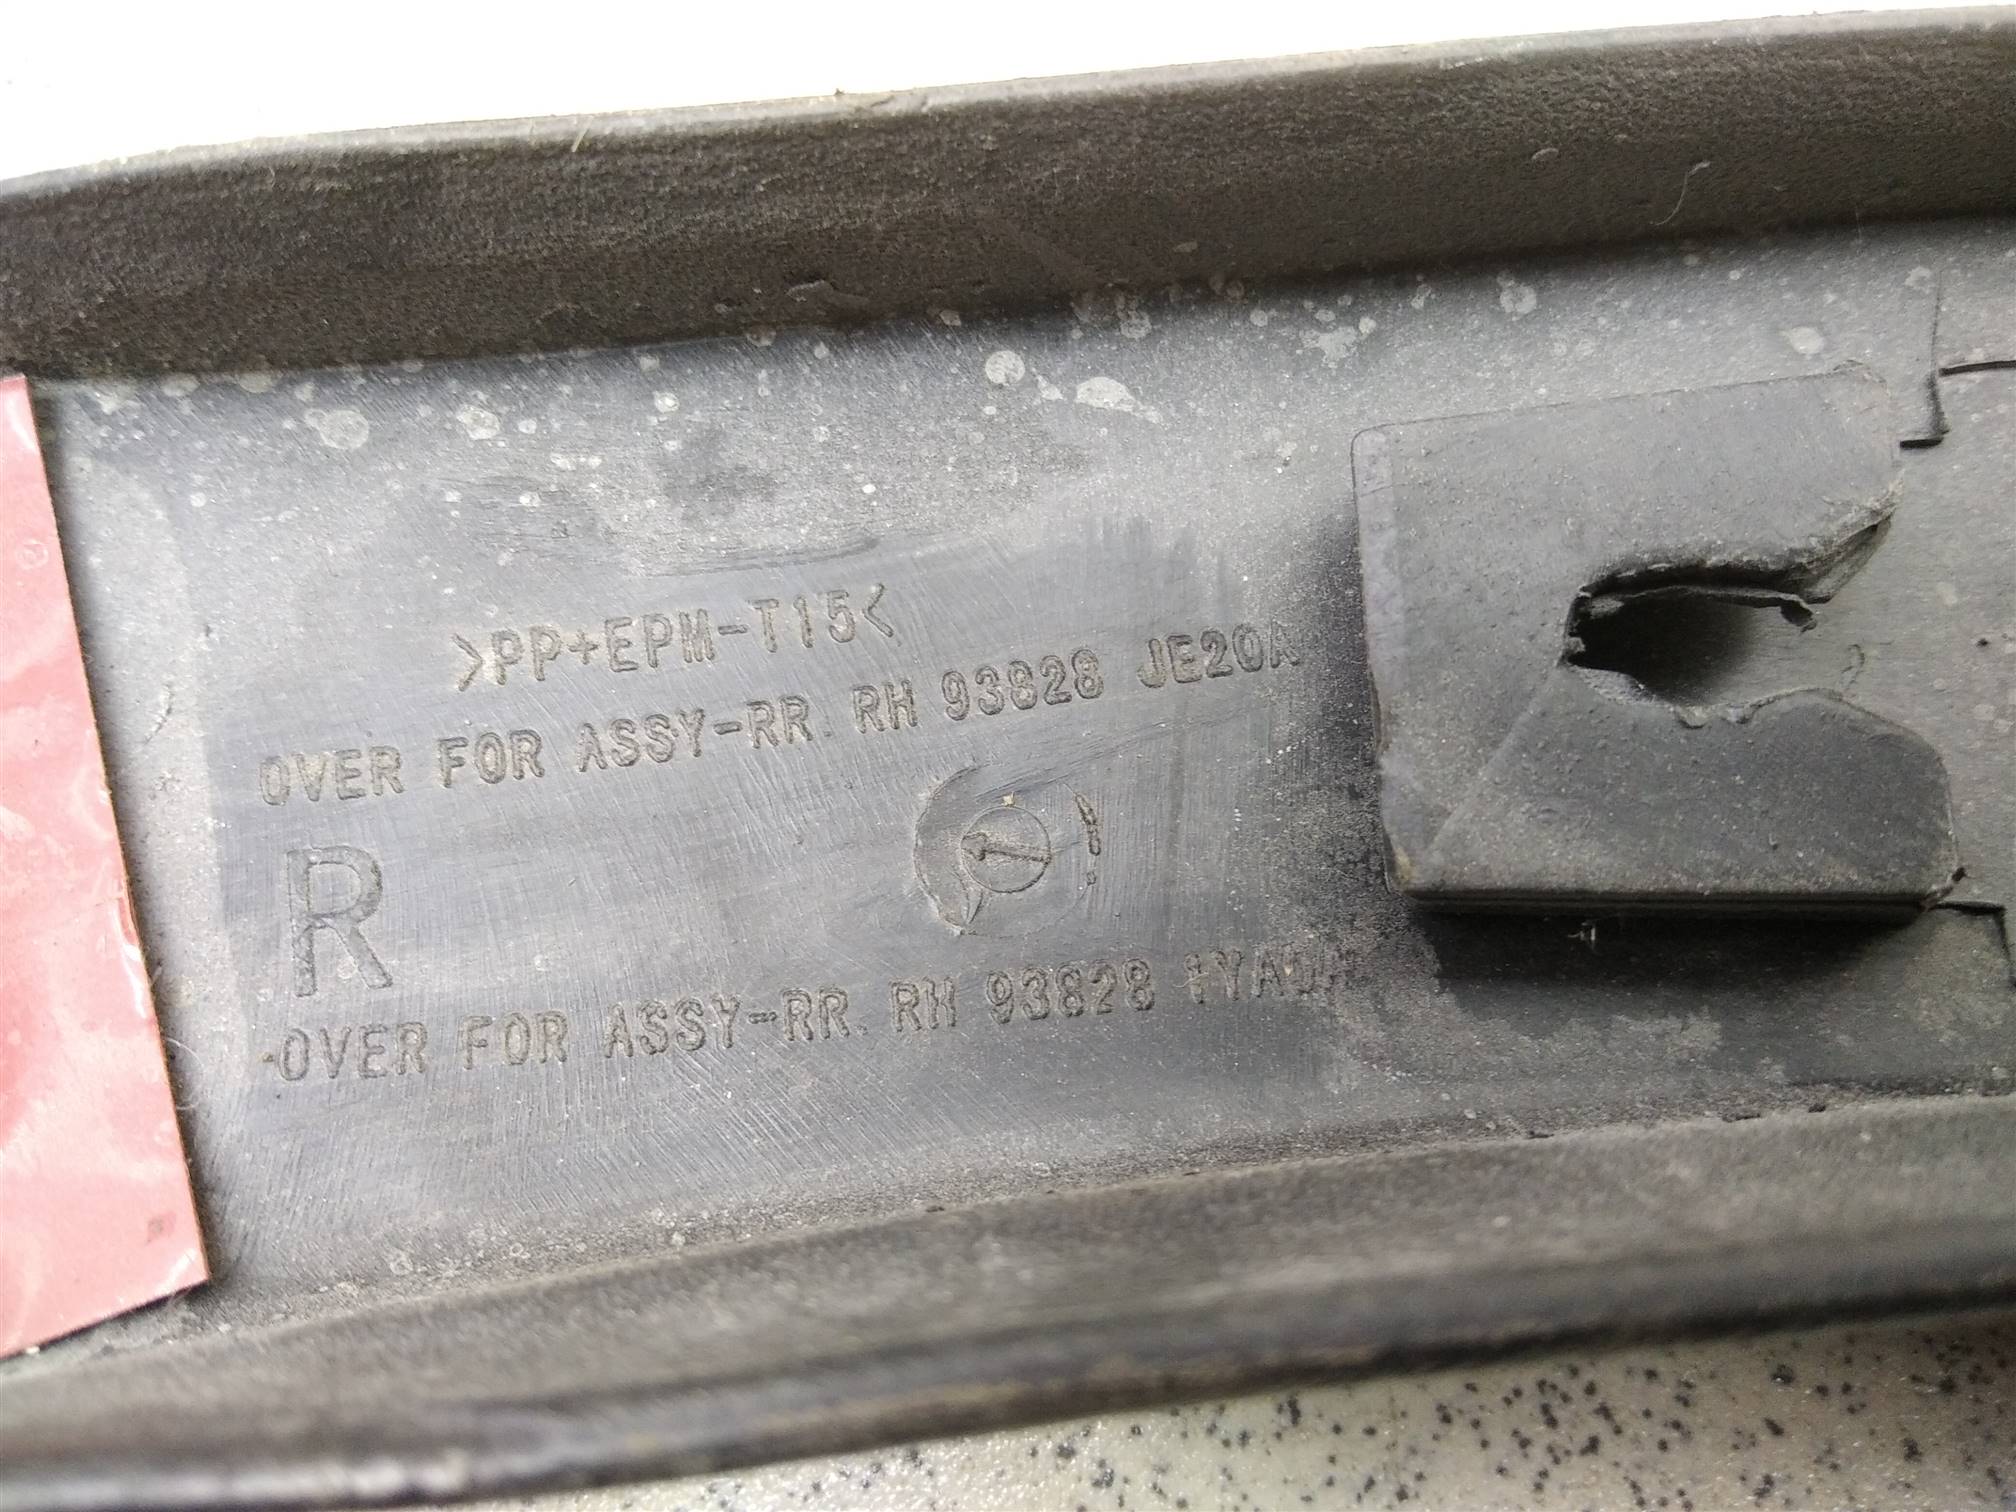 >PP+EPM-T15<
OVER FOR ASSY-RR. RH 93828 JE20A
R
OVER FOR ASSY-RR. RH 93828